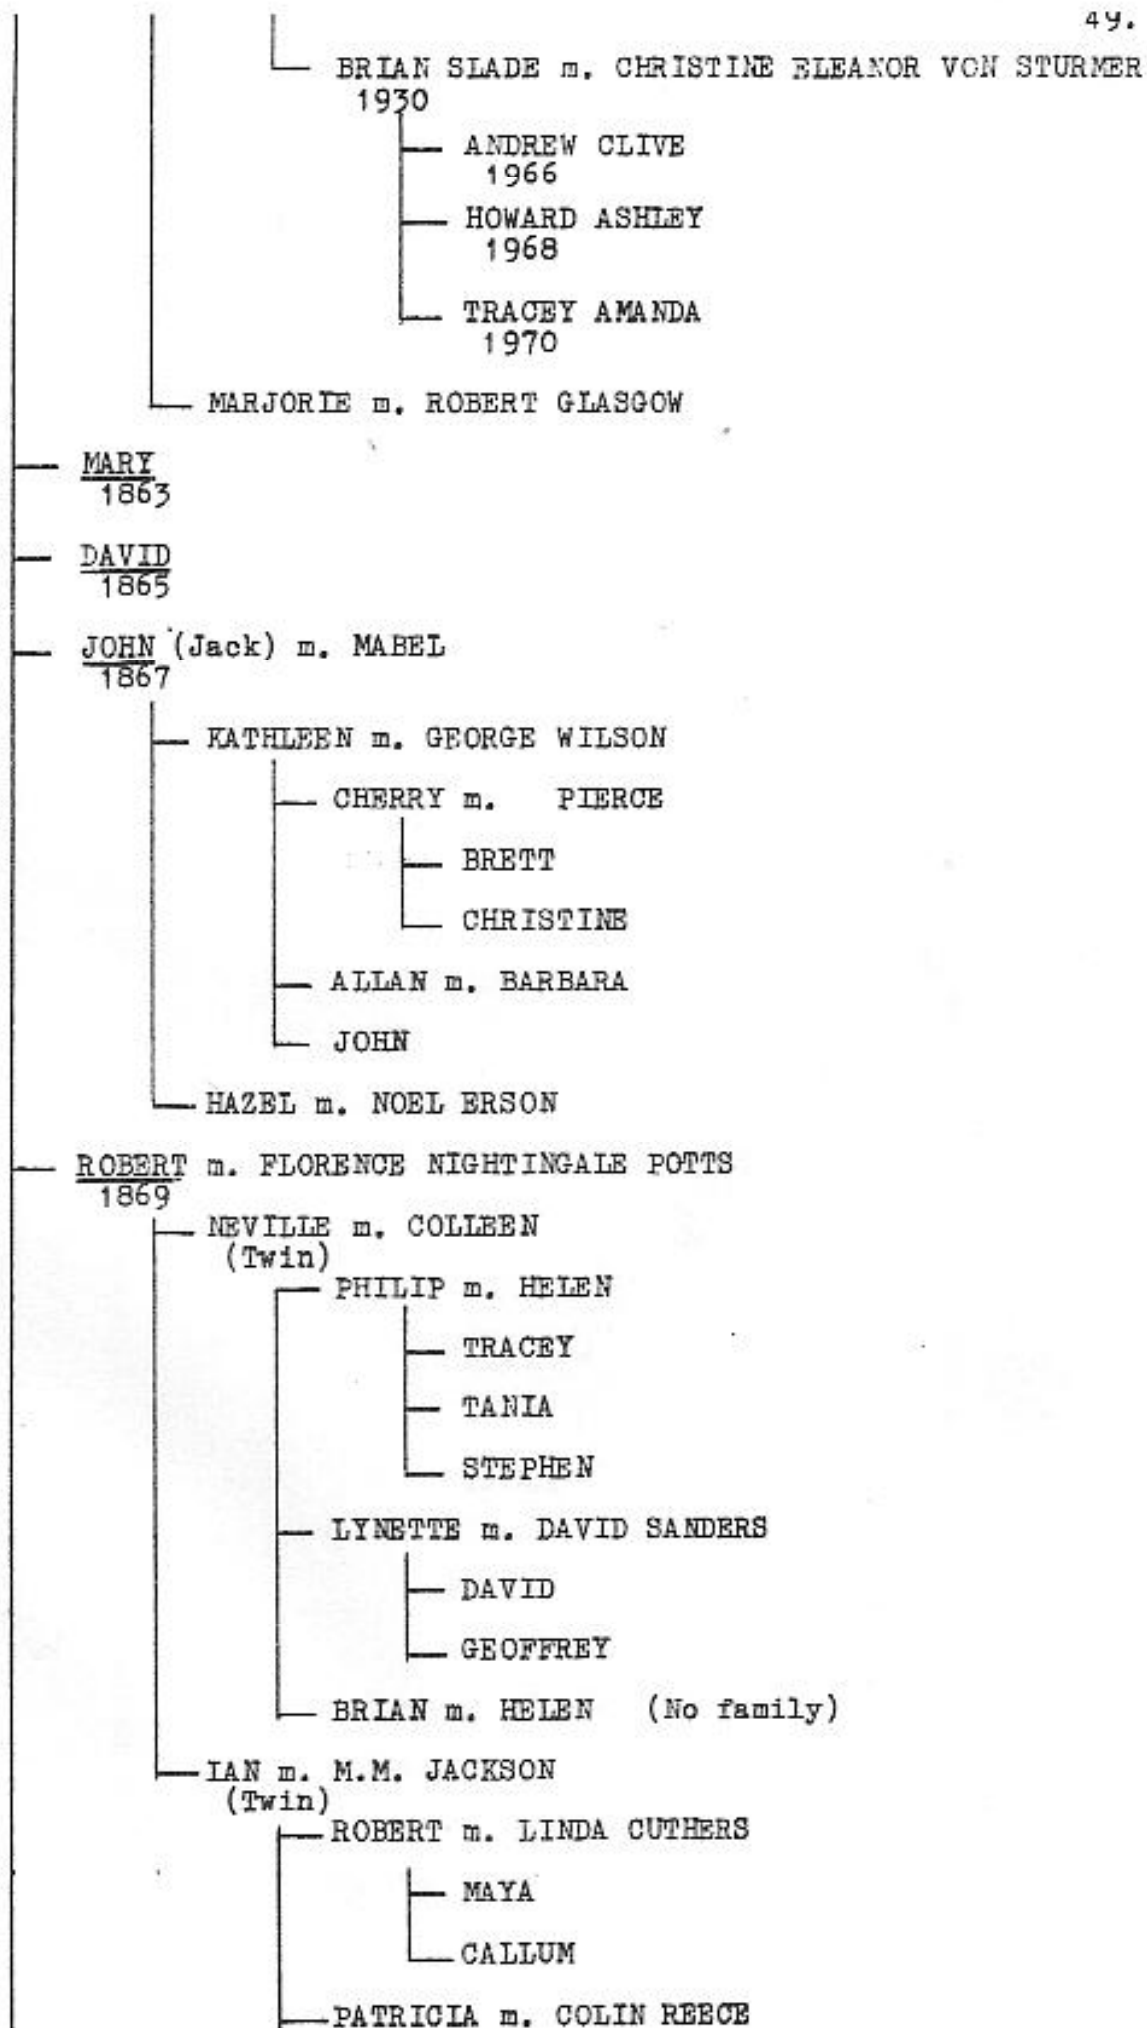 49.
BRIAN SLADE m. CHRISTINE ELEANOR VON STURMER
1930
ANDREW CLIVE
1966
HOWARD ASHLEY
1968
TRACEY AMANDA
1970
MARJORIE m. ROBERT GLASGOW
MARY
1863
DAVID
1865
JOHN (Jack) m. MABEL
1867
KATHLEEN m. GEORGE WILSON
CHERRY m. PIERCE
BRETT
CHRISTINE
ALLAN m. BARBARA
JOHN
HAZEL m. NOEL ERSON
ROBERT m. FLORENCE NIGHTINGALE POTTS
1869
NEVILLE m. COLLEEN
(Twin)
PHILIP m. HELEN
TRACEY
TANIA
STEPHEN
LYNETTE m. DAVID SANDERS
DAVID
GEOFFREY
BRIAN m. HELEN (No family)
IAN m. M.M. JACKSON
(Twin)
ROBERT m. LINDA CUTHERS
MAYA
CALLUM
PATRICIA m. COLIN REECE